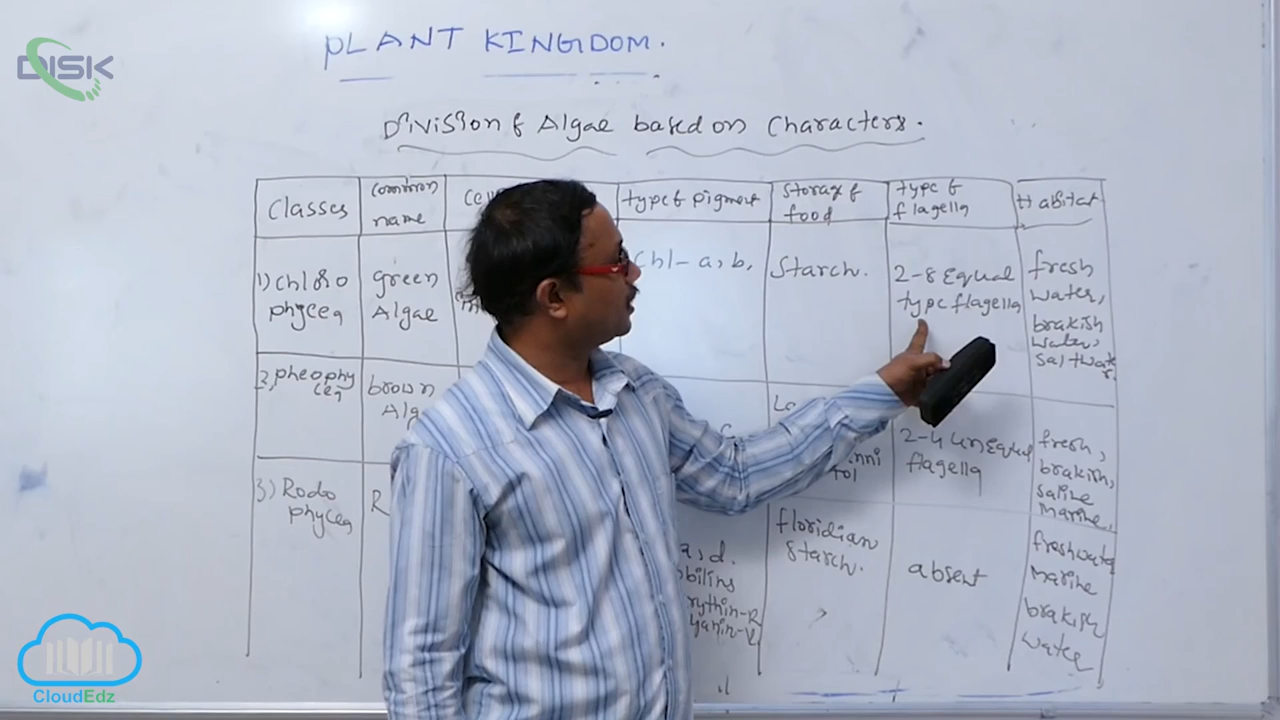 DISK
PLANT KINGDOM.
Division of Algae based on Characters.
Classes
Common name
type of pigment
Storage of food
type of flagella
Habitat
1) Chloro
phycea
green
Algae
chl - a, b,
Starch.
2-8 Equal
type flagella
fresh
water,
brakish
water,
2) pheophy
cea
brown
2-4 unEqual
flagella
fresh,
brakish,
saline
Marine,
3) Rodo
phycea
R
a, d.
floridian
starch.
absent
freshwater
Marine
brakish
water
CloudEdz